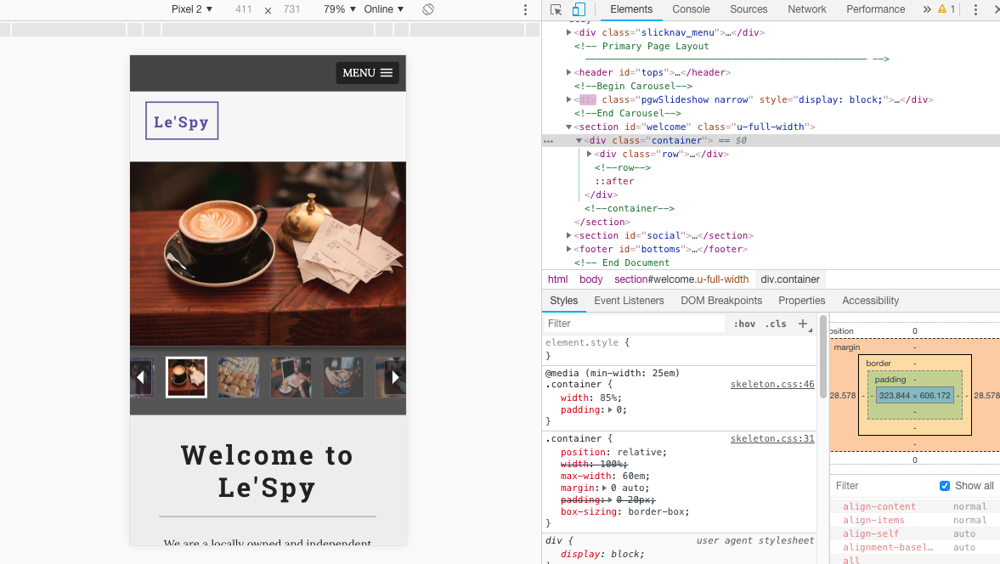 Pixel 2 ▼ 411 × 731 79% ▼ Online ▼
Elements Console Sources Network Performance » 1
MENU
Le'Spy
Welcome to
Le'Spy
We are a locally owned and independent
▶<div class="slicknav_menu">…</div>
<!-- Primary Page Layout
–––––––––––––––––––––––––––––––––––––––––––––––––– -->
▶<header id="tops">…</header>
<!--Begin Carousel-->
▶<div class="pgwSlideshow narrow" style="display: block;">…</div>
<!--End Carousel-->
▼<section id="welcome" class="u-full-width">
… ▼<div class="container"> == $0
▶<div class="row">…</div>
<!--row-->
::after
</div>
<!--container-->
</section>
▶<section id="social">…</section>
▶<footer id="bottoms">…</footer>
<!-- End Document
html body section#welcome.u-full-width div.container
Styles Event Listeners DOM Breakpoints Properties Accessibility
Filter :hov .cls +
element.style {
}
@media (min-width: 25em)
.container { skeleton.css:46
width: 85%;
padding:▶0;
}
.container { skeleton.css:31
position: relative;
width: 100%;
max-width: 60em;
margin:▶0 auto;
padding:▶0 20px;
box-sizing: border-box;
}
div { user agent stylesheet
display: block;
osition 0
margin -
border -
padding -
28.578 - - 323.844 × 606.172 - - 28.578
-
-
-
0
Filter Show all
align-content normal
align-items normal
align-self auto
alignment-basel… auto
all